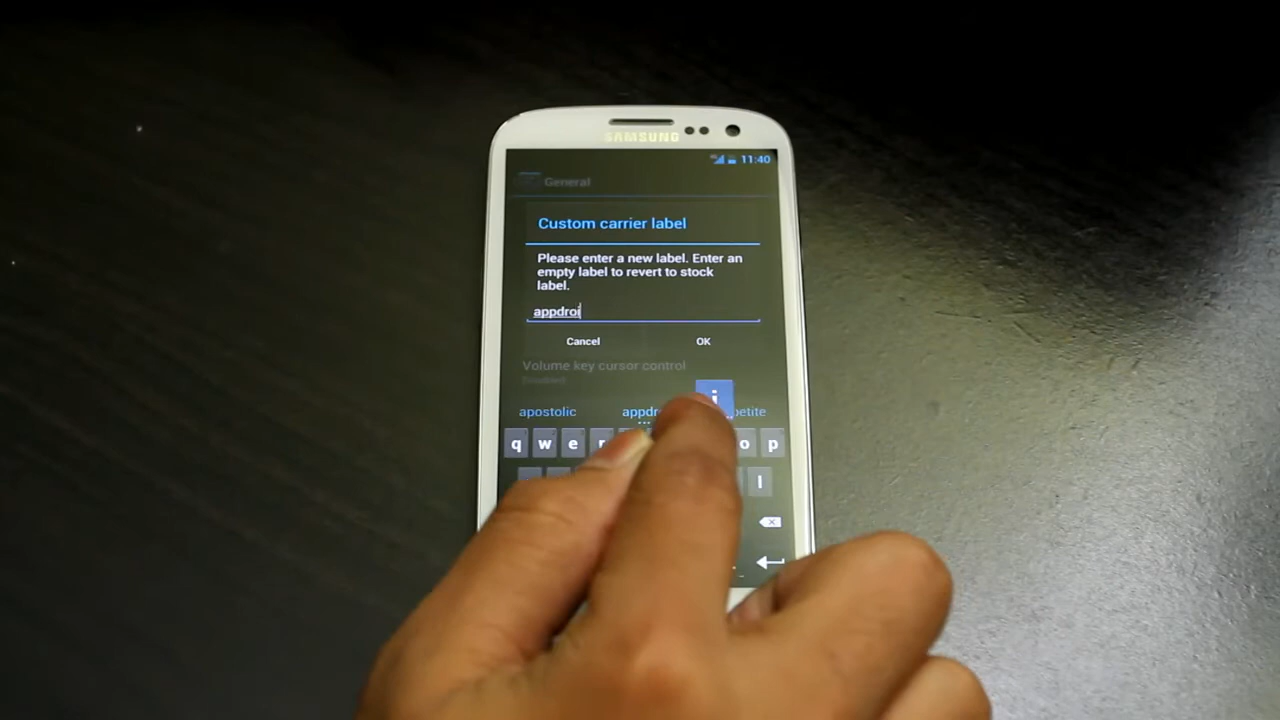 SAMSUNG
11:40
General
Custom carrier label
Please enter a new label. Enter an
empty label to revert to stock
label.
appdroi
Cancel OK
Volume key cursor control
i
apostolic
q w e r o p
l